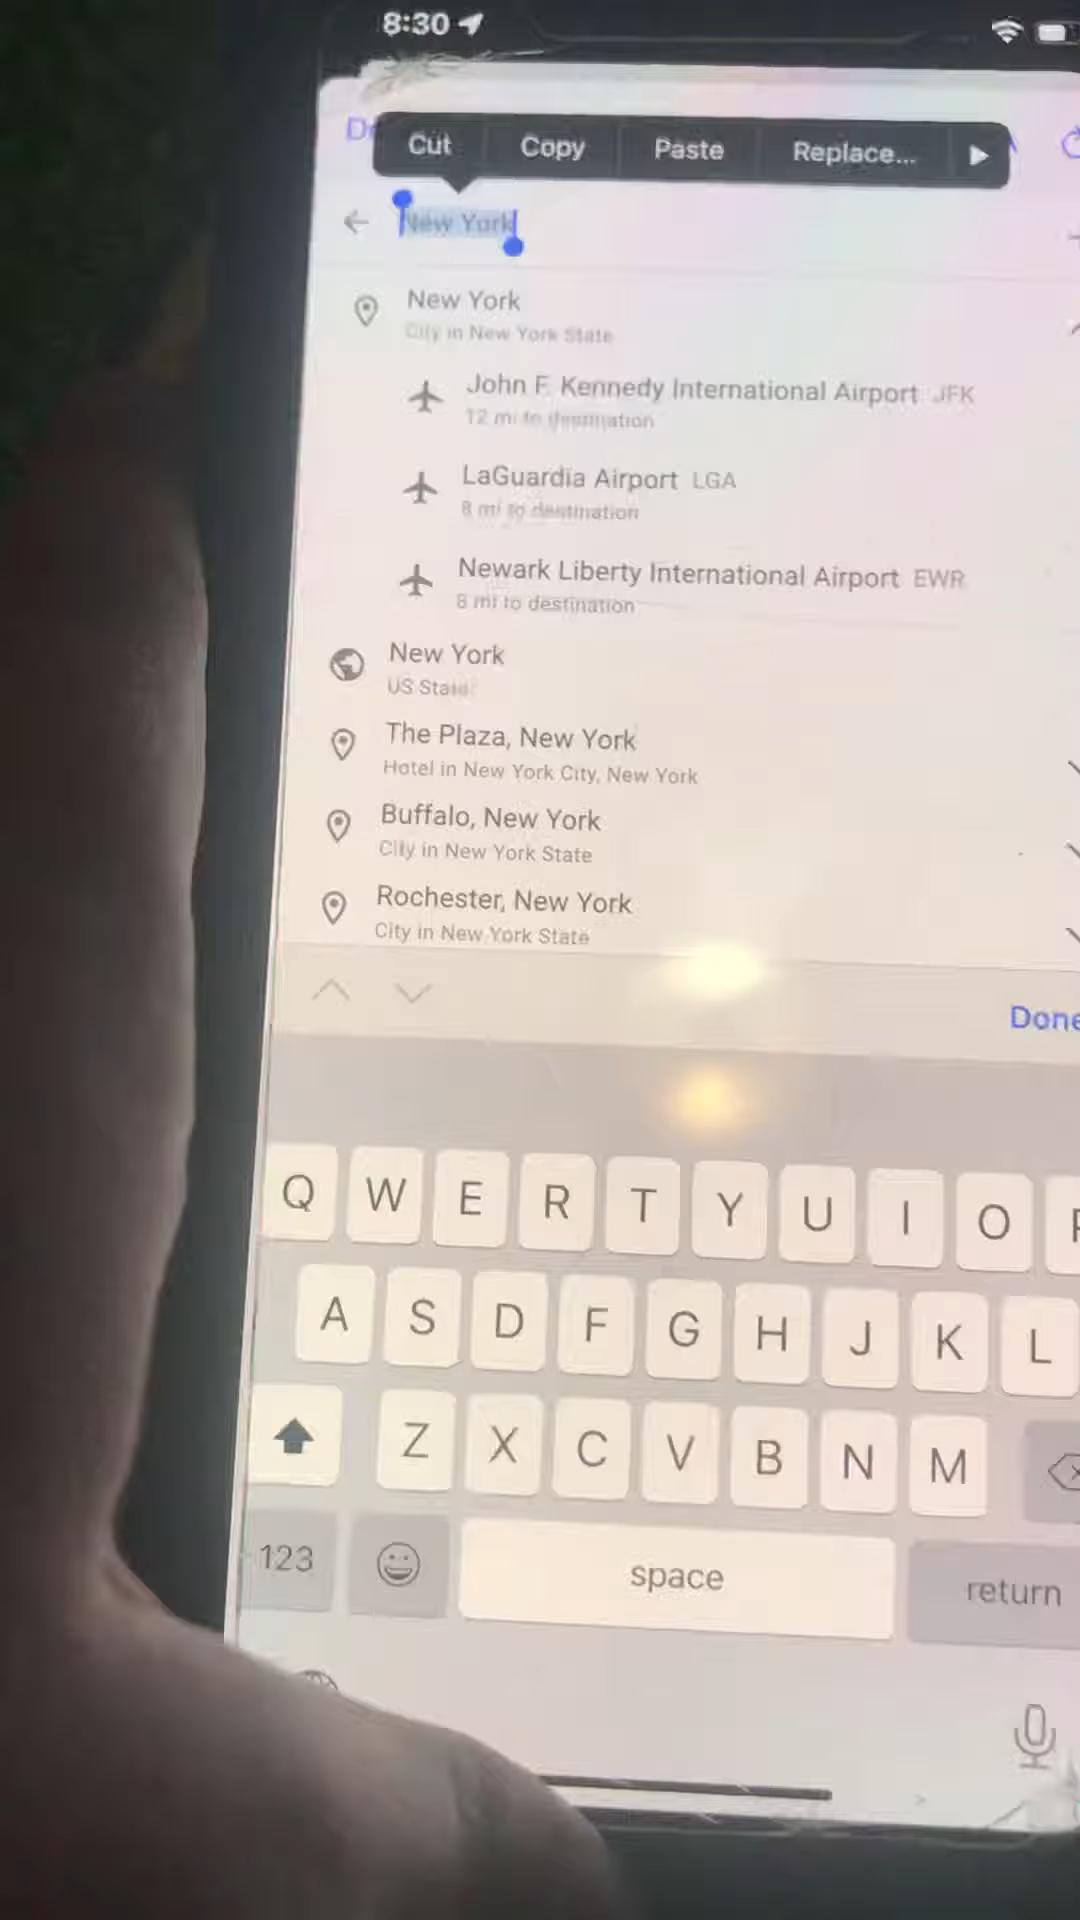 8:30
Cut Copy Paste Replace... ▶
New York
New York
City in New York State
John F. Kennedy International Airport JFK
12 mi to destination
LaGuardia Airport LGA
8 mi to destination
Newark Liberty International Airport EWR
8 mi to destination
New York
US State
The Plaza, New York
Hotel in New York City, New York
Buffalo, New York
City in New York State
Rochester, New York
City in New York State
Done
Q W E R T Y U I O P
A S D F G H J K L
Z X C V B N M
123 space return